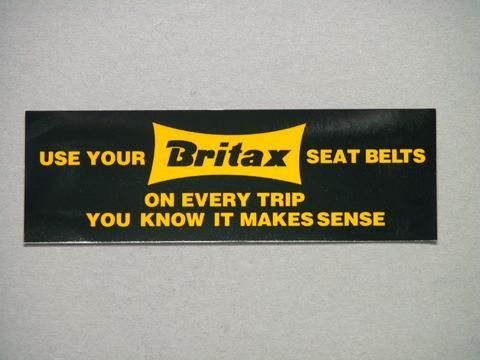 USE YOUR Britax SEAT BELTS
ON EVERY TRIP
YOU KNOW IT MAKES SENSE